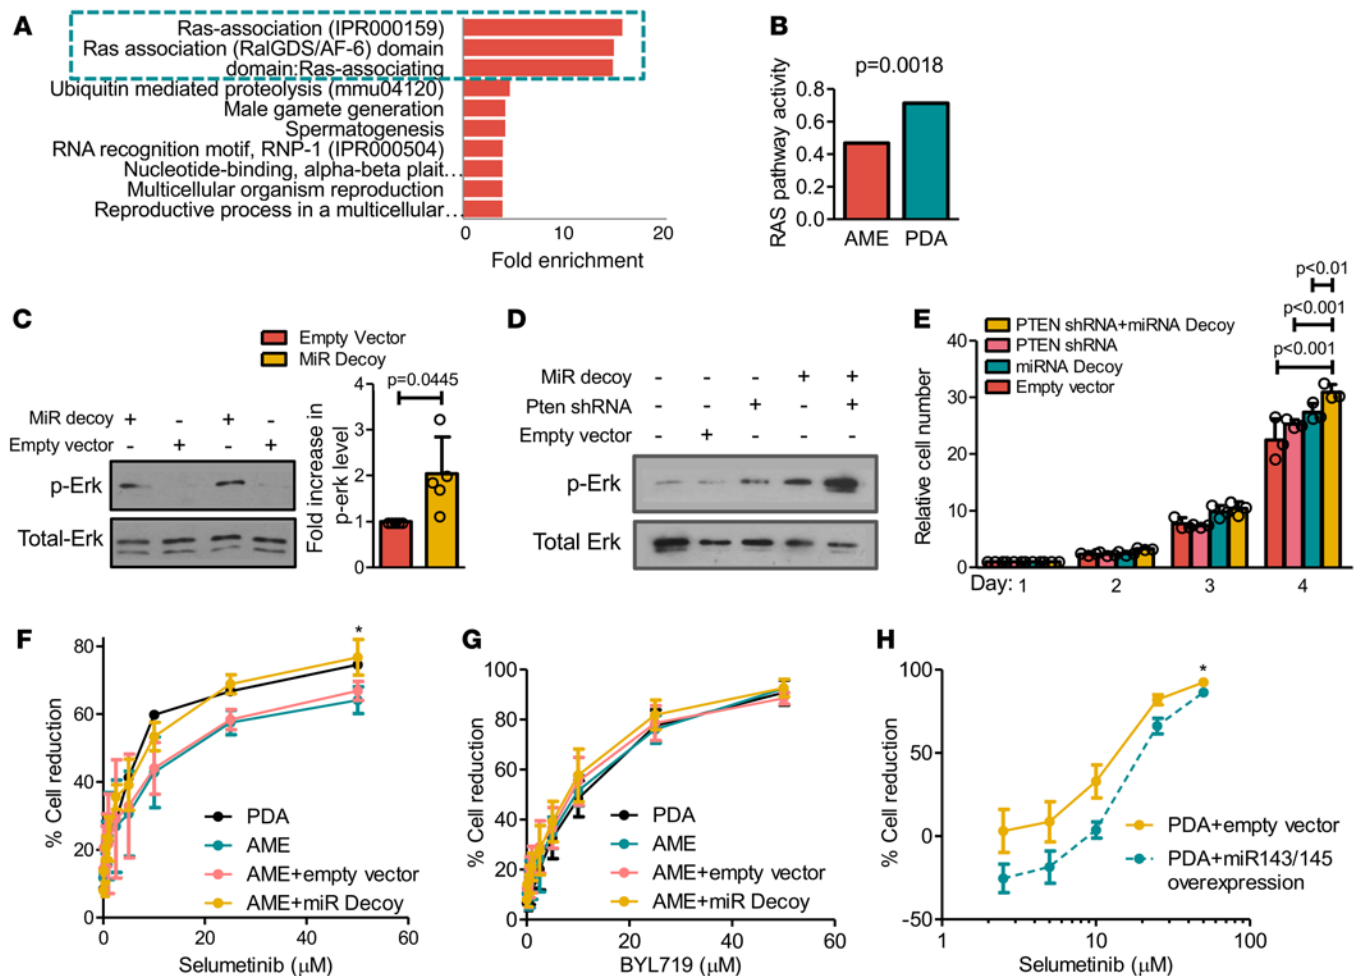 A
Ras-association (IPR000159)
Ras association (RalGDS/AF-6) domain
domain:Ras-associating
Ubiquitin mediated proteolysis (mmu04120)
Male gamete generation
Spermatogenesis
RNA recognition motif, RNP-1 (IPR000504)
Nucleotide-binding, alpha-beta plait...
Multicellular organism reproduction
Reproductive process in a multicellular...
0 10 20
Fold enrichment
B
p=0.0018
RAS pathway activity
0.8
0.6
0.4
0.2
0.0
AME PDA
C
Empty Vector
MiR Decoy
MiR decoy + - + -
Empty vector - + - +
p-Erk
Total-Erk
Fold increase in
p-erk level
p=0.0445
4
3
2
1
0
D
MiR decoy - - - + +
Pten shRNA - - + - +
Empty vector - + - - -
p-Erk
Total Erk
E
PTEN shRNA+miRNA Decoy
PTEN shRNA
miRNA Decoy
Empty vector
p<0.01
p<0.001
p<0.001
Relative cell number
40
30
20
10
0
Day: 1 2 3 4
F
*
% Cell reduction
80
60
40
20
0
PDA
AME
AME+empty vector
AME+miR Decoy
0 20 40 60
Selumetinib (μM)
G
% Cell reduction
100
80
60
40
20
0
PDA
AME
AME+empty vector
AME+miR Decoy
0 20 40 60
BYL719 (μM)
H
*
% Cell reduction
100
50
0
-50
PDA+empty vector
PDA+miR143/145
overexpression
1 10 100
Selumetinib (μM)